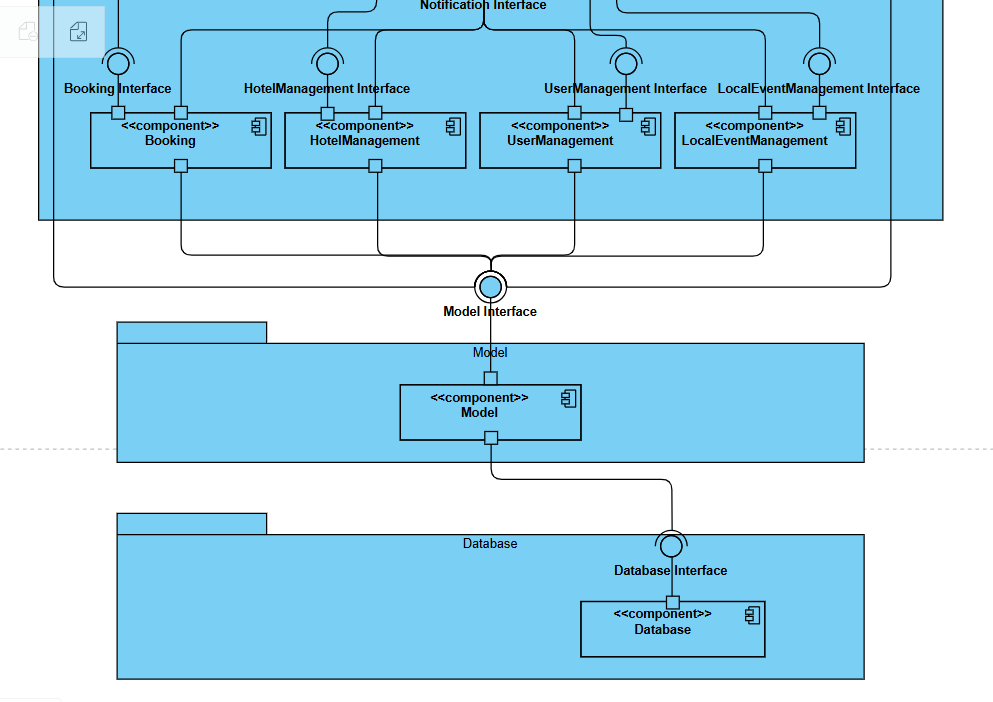 Notification Interface
Booking Interface
HotelManagement Interface
UserManagement Interface
LocalEventManagement Interface
<<component>>
Booking
<<component>>
HotelManagement
<<component>>
UserManagement
<<component>>
LocalEventManagement
Model Interface
Model
<<component>>
Model
Database
Database Interface
<<component>>
Database